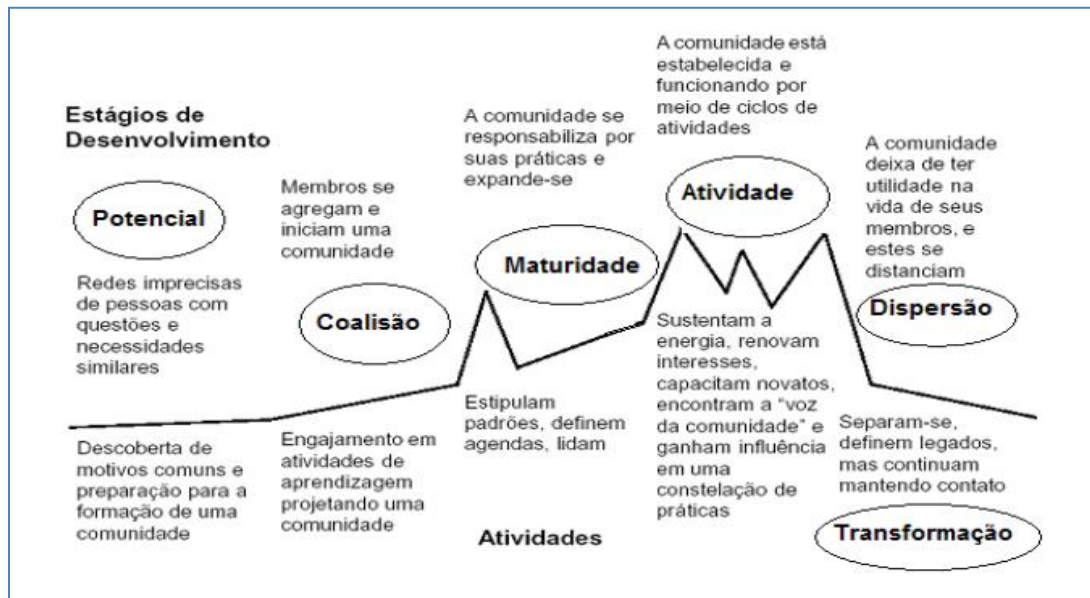 Estágios de
Desenvolvimento
Potencial
Redes imprecisas
de pessoas com
questões e
necessidades
similares
Descoberta de
motivos comuns e
preparação para a
formação de uma
comunidade
Membros se
agregam e
iniciam uma
comunidade
Coalisão
Engajamento em
atividades de
aprendizagem
projetando uma
comunidade
A comunidade se
responsabiliza por
suas práticas e
expande-se
Maturidade
Estipulam
padrões, definem
agendas, lidam
Atividades
A comunidade está
estabelecida e
funcionando por
meio de ciclos de
atividades
Atividade
Sustentam a
energia, renovam
interesses,
capacitam novatos,
encontram a "voz
da comunidade" e
ganham influência
em uma
constelação de
práticas
A comunidade
deixa de ter
utilidade na
vida de seus
membros, e
estes se
distanciam
Dispersão
Separam-se,
definem legados,
mas continuam
mantendo contato
Transformação